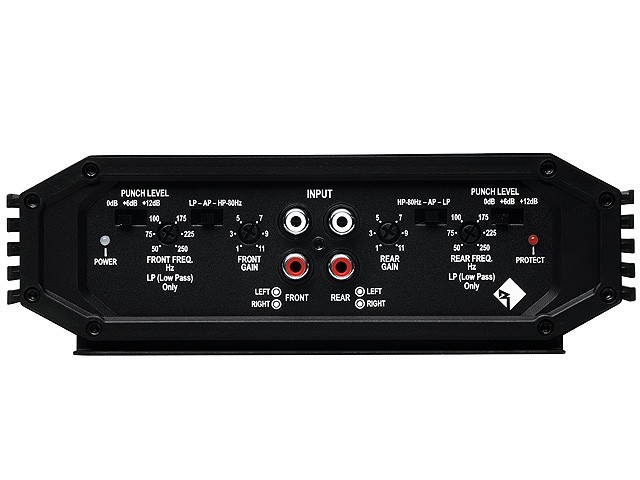 PUNCH LEVEL
0dB +6dB +12dB
LP – AP – HP-80Hz
100 175
75 225
50 250
FRONT FREQ.
Hz
LP (Low Pass)
Only
POWER
5 7
3 9
1 11
FRONT
GAIN
INPUT
LEFT
RIGHT
FRONT
REAR
LEFT
RIGHT
HP-80Hz – AP – LP
5 7
3 9
1 11
REAR
GAIN
PUNCH LEVEL
0dB +6dB +12dB
100 175
75 225
50 250
REAR FREQ.
Hz
LP (Low Pass)
Only
PROTECT